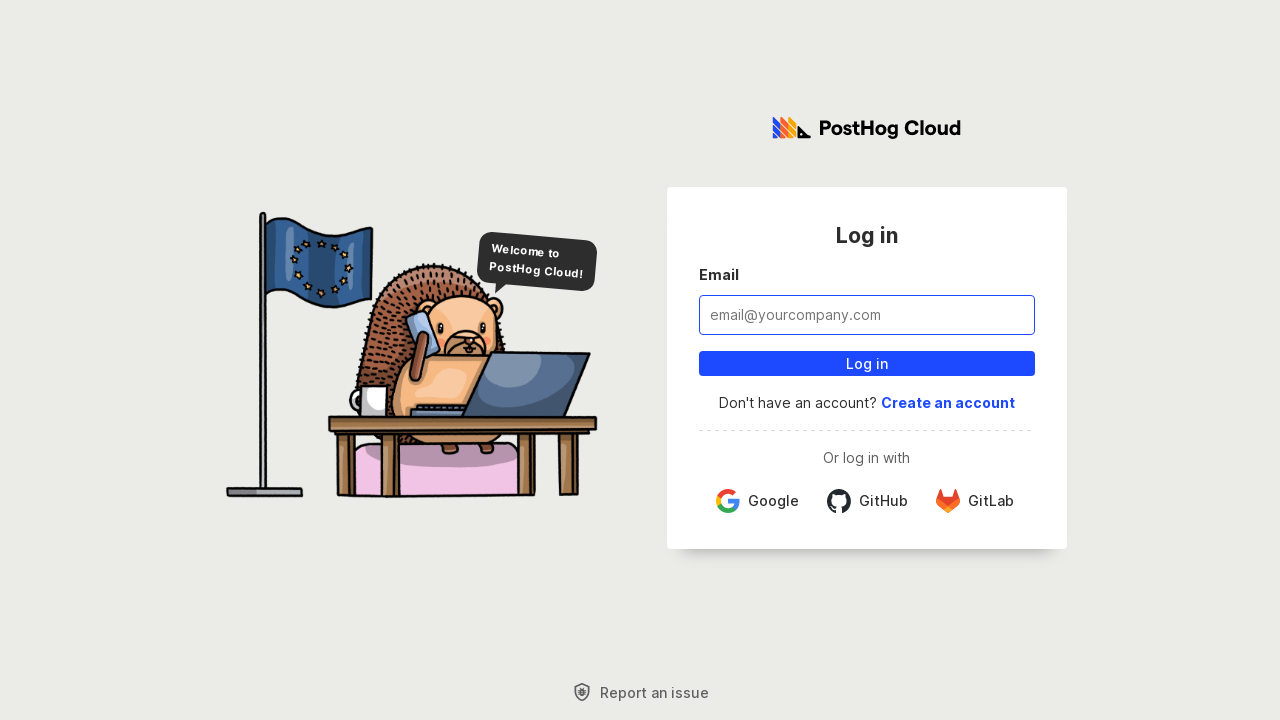 PostHog Cloud
Welcome to
PostHog Cloud!
Log in
Email
email@yourcompany.com
Log in
Don't have an account? Create an account
Or log in with
Google
GitHub
GitLab
Report an issue